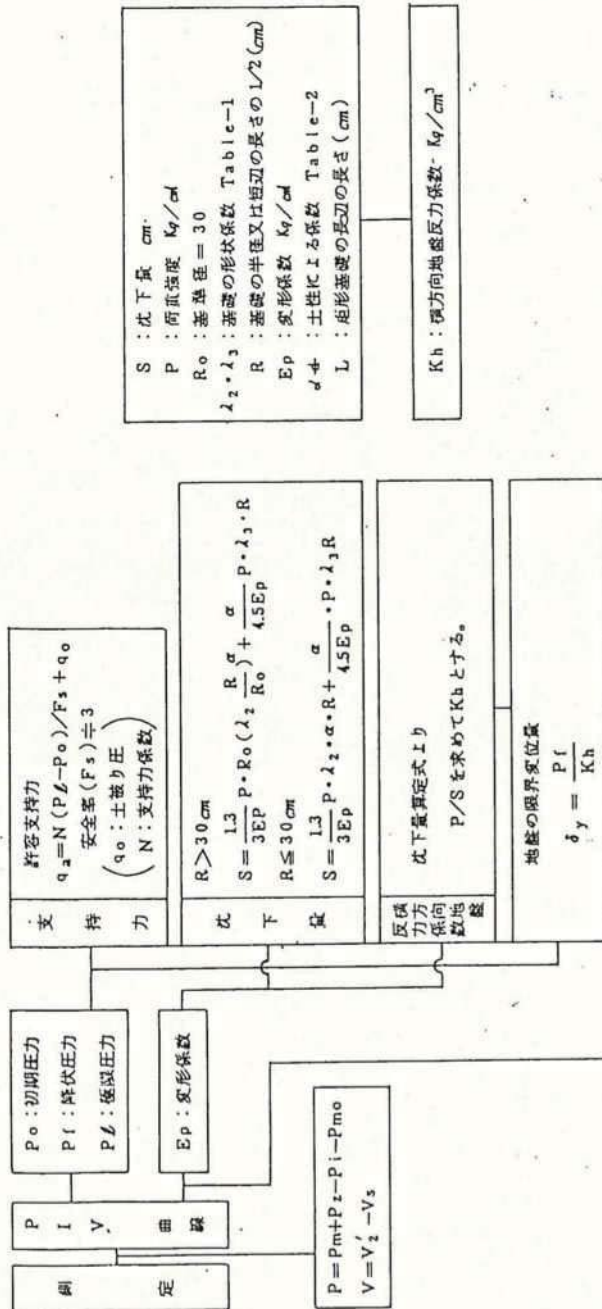 測定
P－V曲線
P=Pm+Pz−Pi−Pmo
V=V2′−Vs
Po:初期圧力
Pf:降伏圧力
Pℓ:極限圧力
Ep:変形係数
支持力
許容支持力
qa=N(Pℓ−Po)/Fs+qo
安全率(Fs)≒3
(qo:土被り圧
N:支持力係数)
沈下量
R>30cm
S=1.3/3EP P・Ro(λ2 R/Ro)α+α/4.5Ep P・λ3・R
R≦30cm
S=1.3/3Ep P・λ2・α・R+α/4.5Ep・P・λ3R
横方向地盤反力係数
沈下量算定式より
P/Sを求めてKhとする。
地盤の限界変位量
δy=Pf/Kh
S:沈下量 cm
P:荷重強度 Kg/cm²
Ro:基準径=30
λ2・λ3:基礎の形状係数 Table−1
R:基礎の半径又は短辺の長さの1/2(cm)
Ep:変形係数 Kg/cm²
:土性による係数 Table−2
L:矩形基礎の長辺の長さ(cm)
Kh:横方向地盤反力係数 Kg/cm³